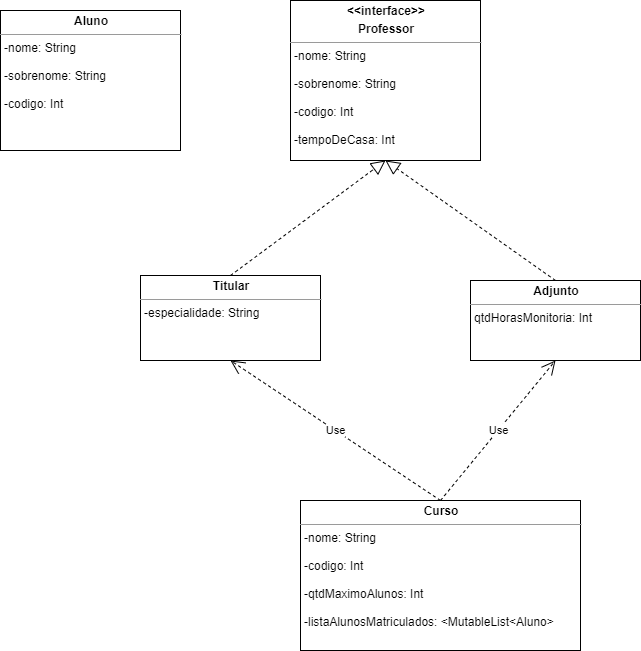 Aluno
-nome: String
-sobrenome: String
-codigo: Int
<<interface>>
Professor
-nome: String
-sobrenome: String
-codigo: Int
-tempoDeCasa: Int
Titular
-especialidade: String
Adjunto
qtdHorasMonitoria: Int
Use
Use
Curso
-nome: String
-codigo: Int
-qtdMaximoAlunos: Int
-listaAlunosMatriculados: <MutableList<Aluno>